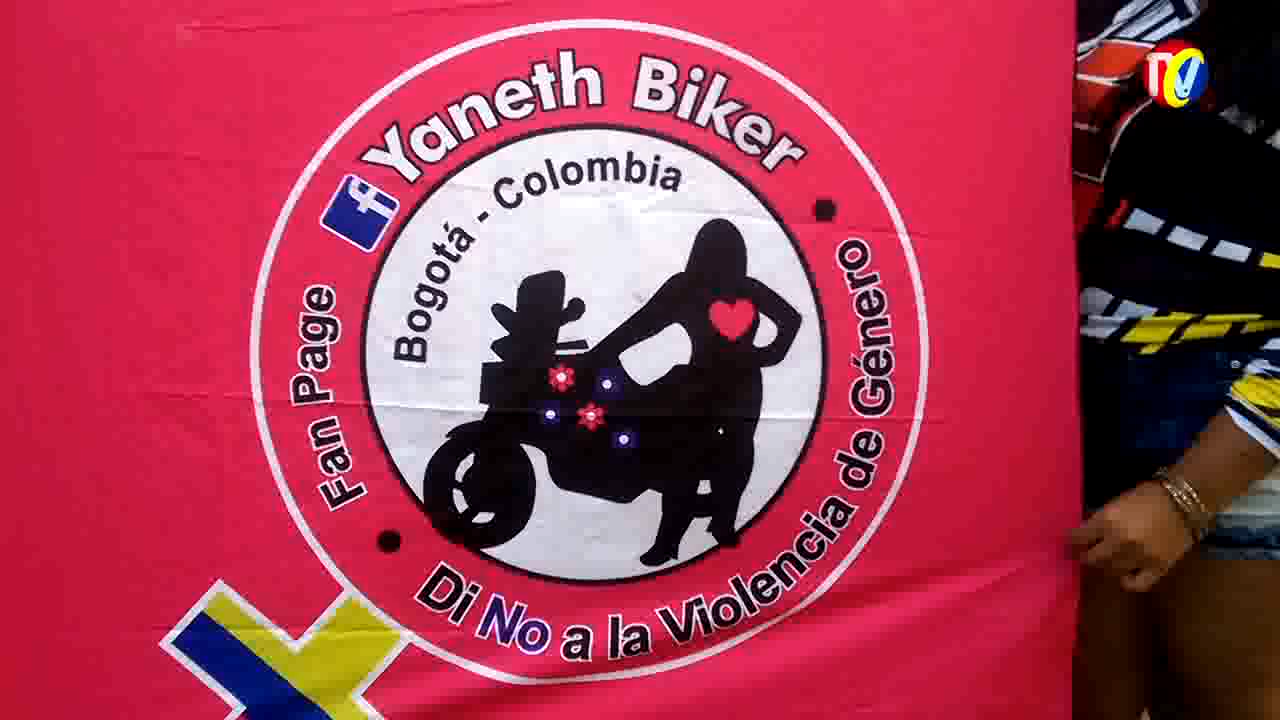 Fan Page f Yaneth Biker
Bogotá - Colombia
Di No a la Violencia de Género